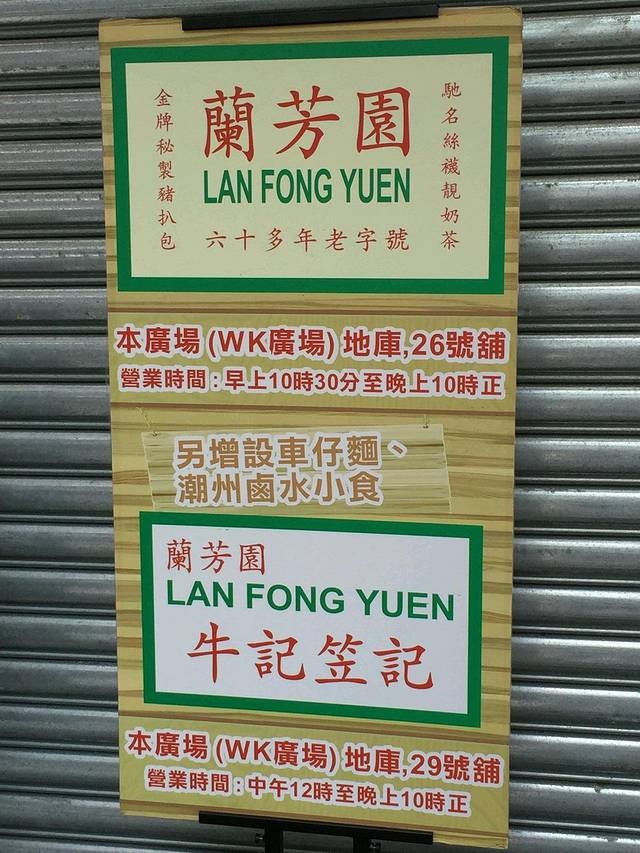 馳名絲襪靚奶茶
蘭芳園
LAN FONG YUEN
六十多年老字號
金牌秘製豬扒包
本廣場(WK廣場)地庫,26號舖
營業時間:早上10時30分至晚上10時正
另增設車仔麵、
潮州鹵水小食
蘭芳園
LAN FONG YUEN
牛記笠記
本廣場(WK廣場)地庫,29號舖
營業時間:中午12時至晚上10時正